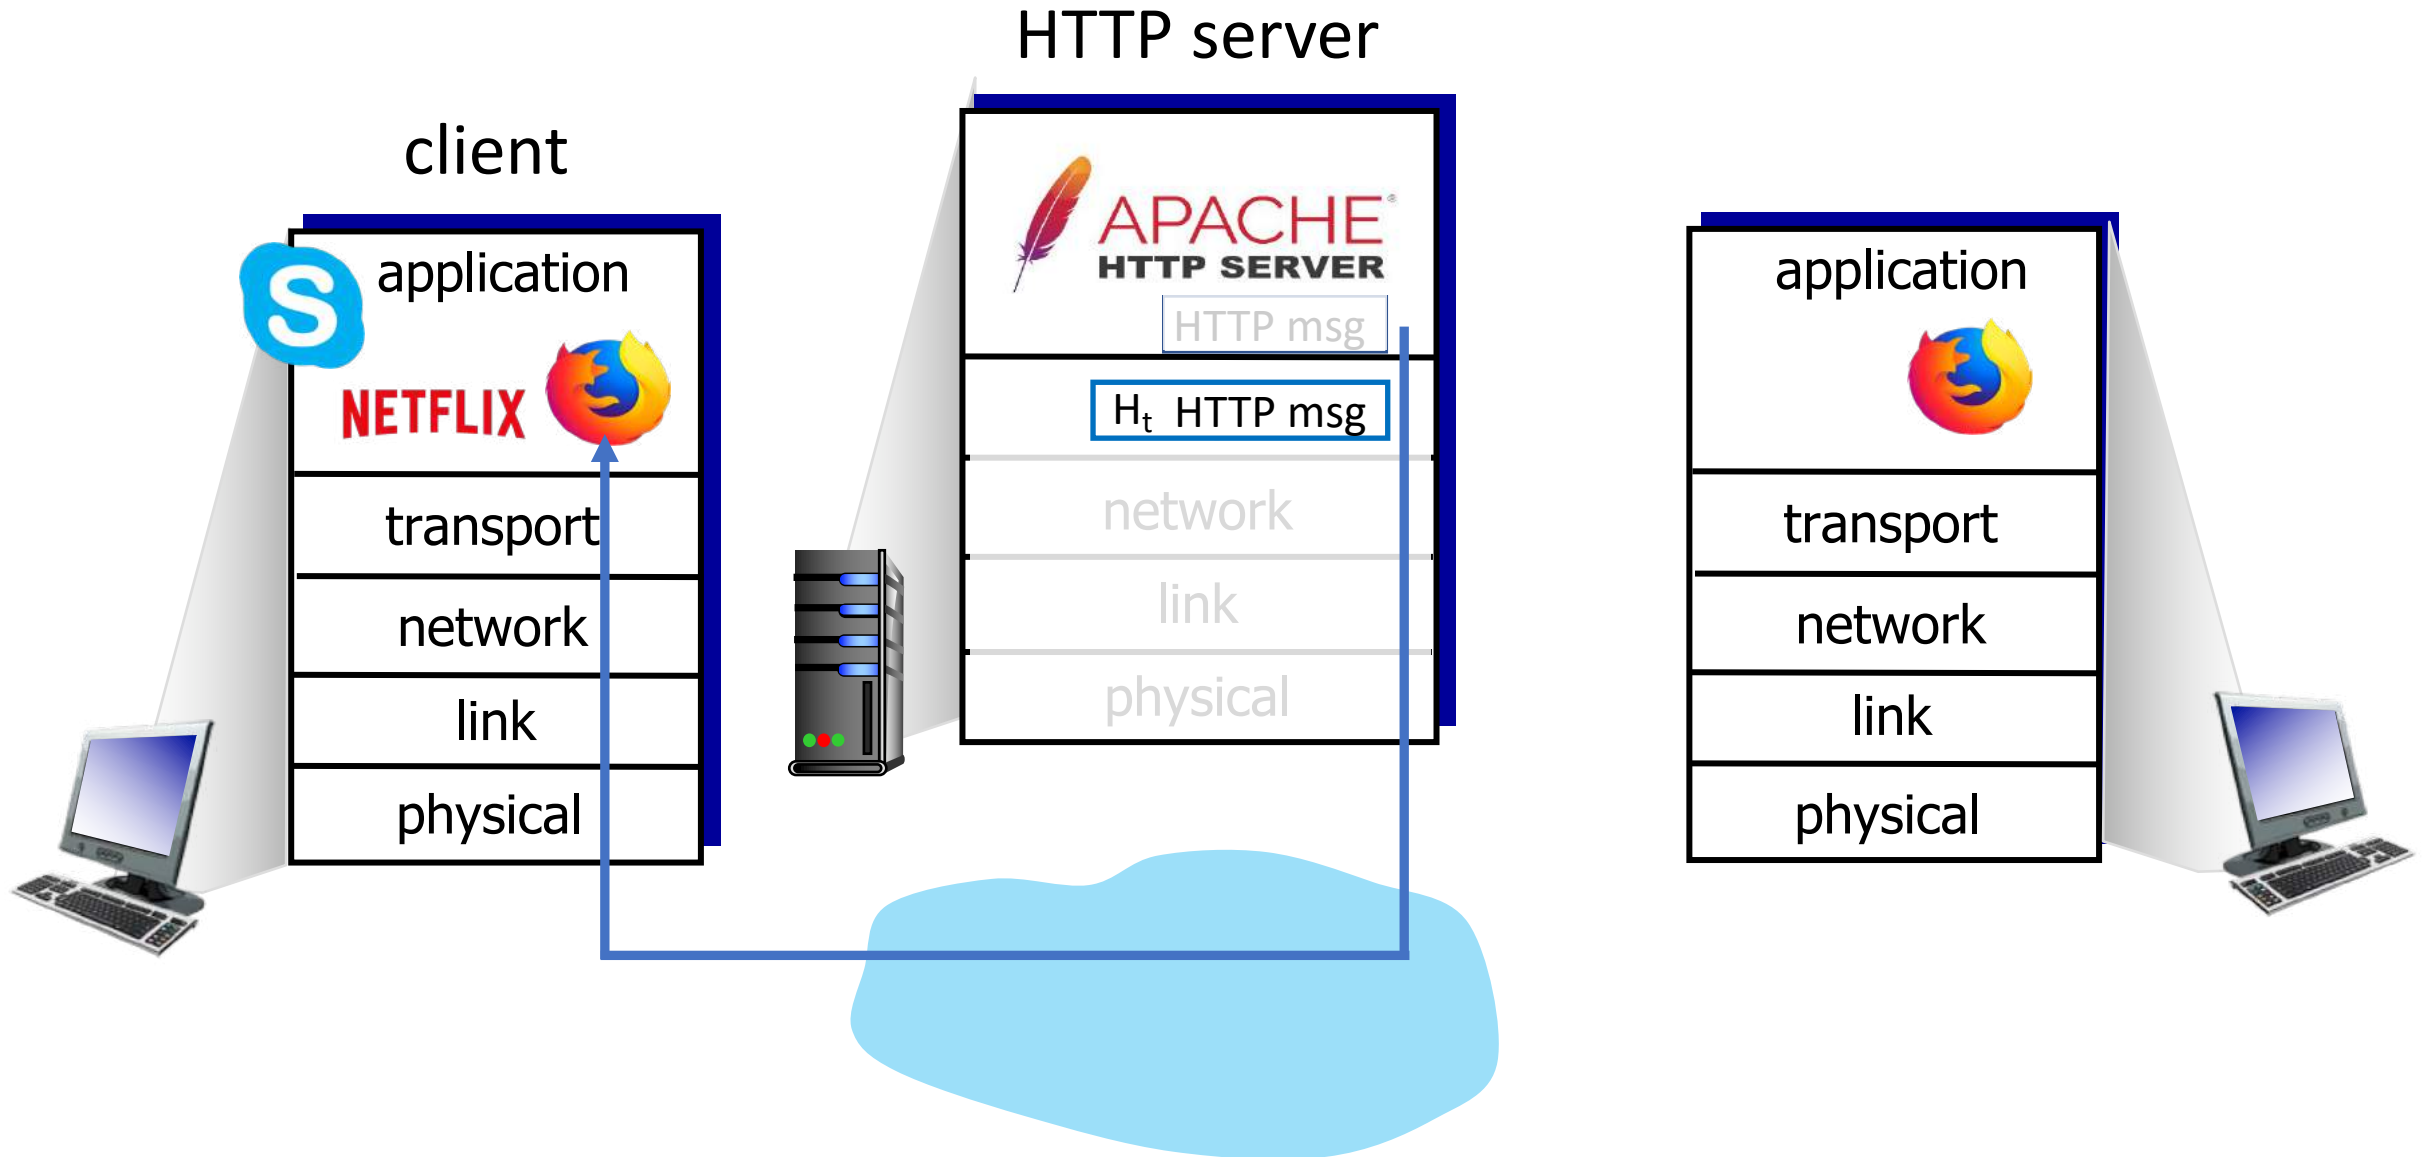 HTTP server
client
application
NETFLIX
transport
network
link
physical
APACHE®
HTTP SERVER
HTTP msg
Ht HTTP msg
network
link
physical
application
transport
network
link
physical